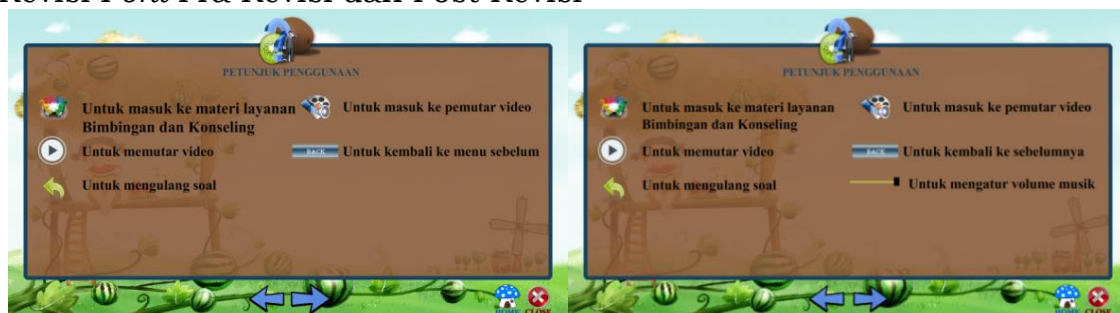 Revisi Font Pra Revisi dan Post Revisi
PETUNJUK PENGGUNAAN
Untuk masuk ke materi layanan
Bimbingan dan Konseling
Untuk masuk ke pemutar video
Untuk memutar video
BACK
Untuk kembali ke menu sebelum
Untuk mengulang soal
HOME CLOSE
PETUNJUK PENGGUNAAN
Untuk masuk ke materi layanan
Bimbingan dan Konseling
Untuk masuk ke pemutar video
Untuk memutar video
BACK
Untuk kembali ke sebelumnya
Untuk mengulang soal
Untuk mengatur volume musik
HOME CLOSE